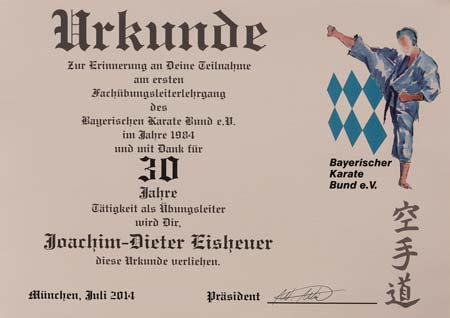 Urkunde
Zur Erinnerung an Deine Teilnahme
am ersten
Fachübungsleiterlehrgang
des
Bayerischen Karate Bund e.V.
im Jahre 1984
und mit Dank für
30
Jahre
Tätigkeit als Übungsleiter
wird Dir,
Joachim-Dieter Eisheuer
diese Urkunde verliehen.
München, Juli 2014
Präsident
Bayerischer
Karate
Bund e.V.
空手道